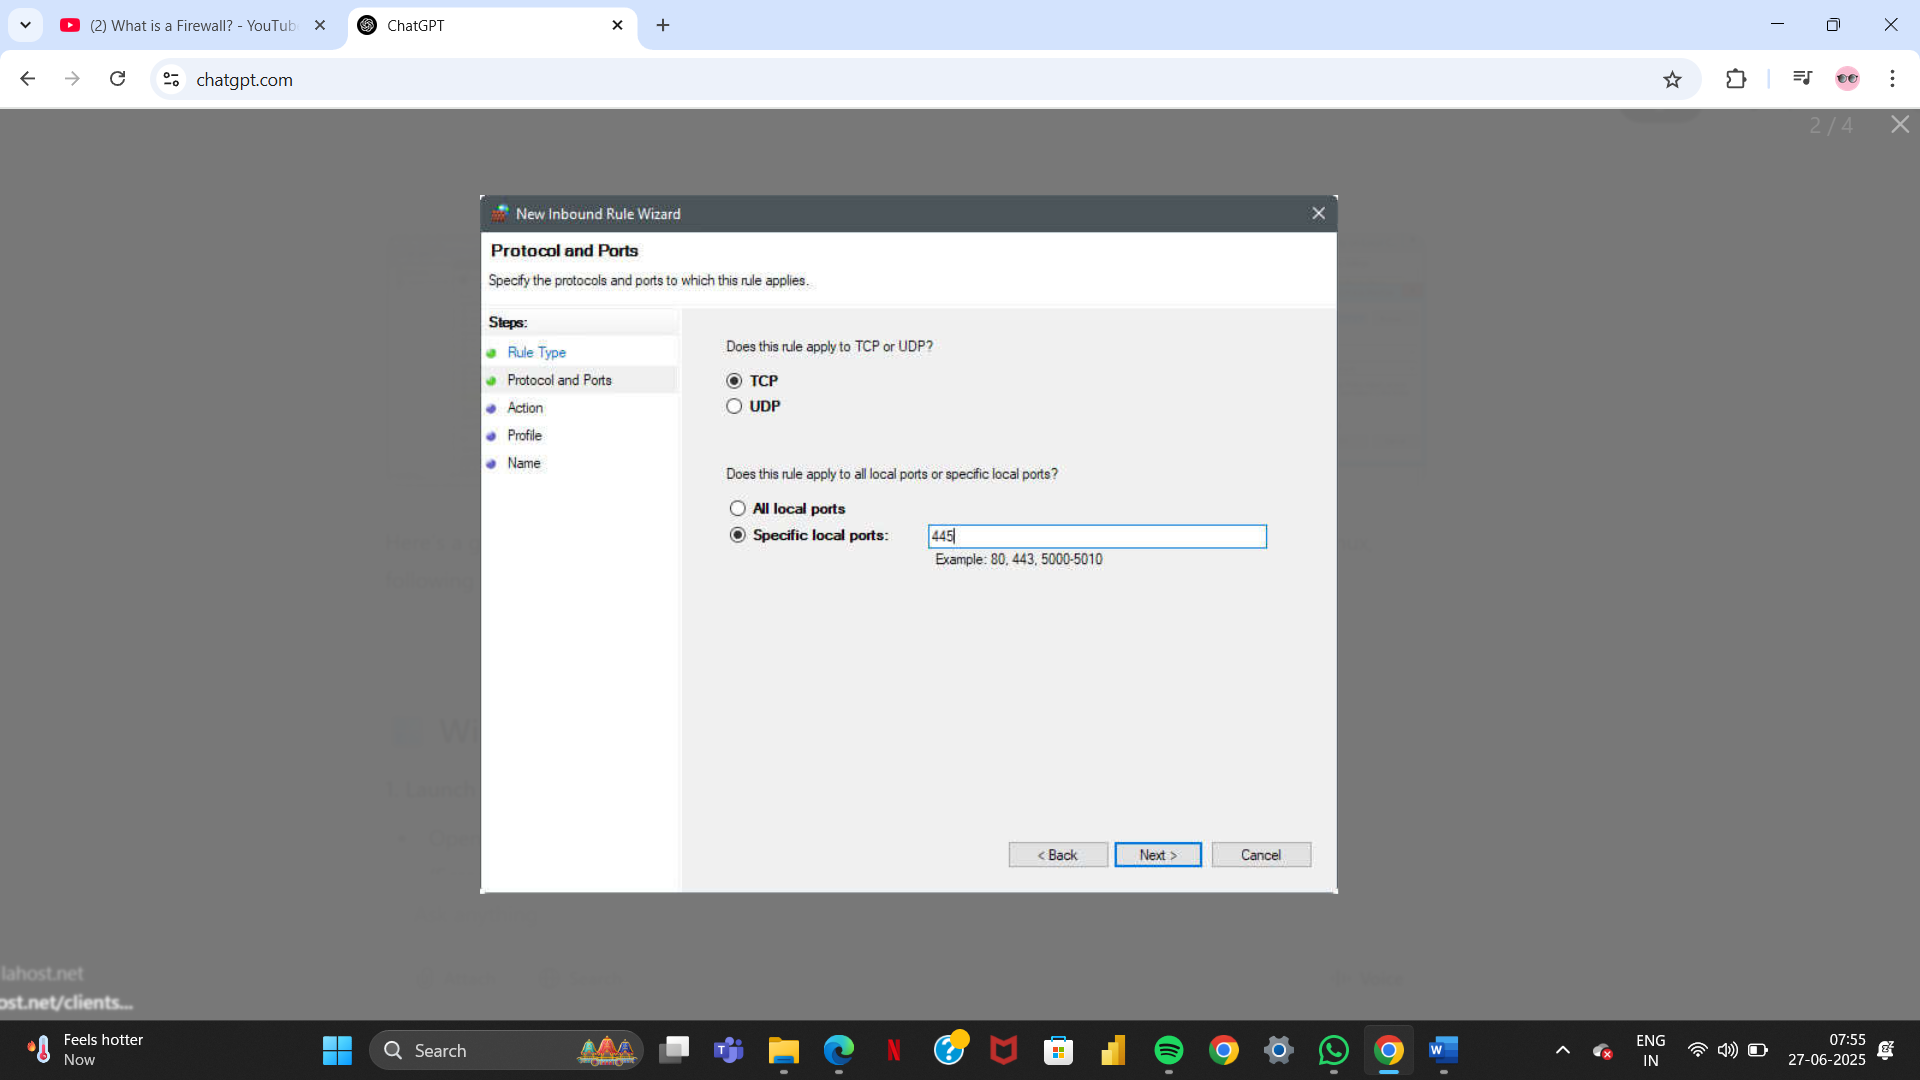 (2) What is a Firewall? - YouTub
ChatGPT
chatgpt.com
2 / 4
New Inbound Rule Wizard
Protocol and Ports
Specify the protocols and ports to which this rule applies.
Steps:
Rule Type
Protocol and Ports
Action
Profile
Name
Does this rule apply to TCP or UDP?
TCP
UDP
Does this rule apply to all local ports or specific local ports?
All local ports
Specific local ports:
445
Example: 80, 443, 5000-5010
< Back
Next >
Cancel
following
1. Launch
lahost.net
ost.net/clients...
Feels hotter
Now
Search
ENG
IN
07:55
27-06-2025